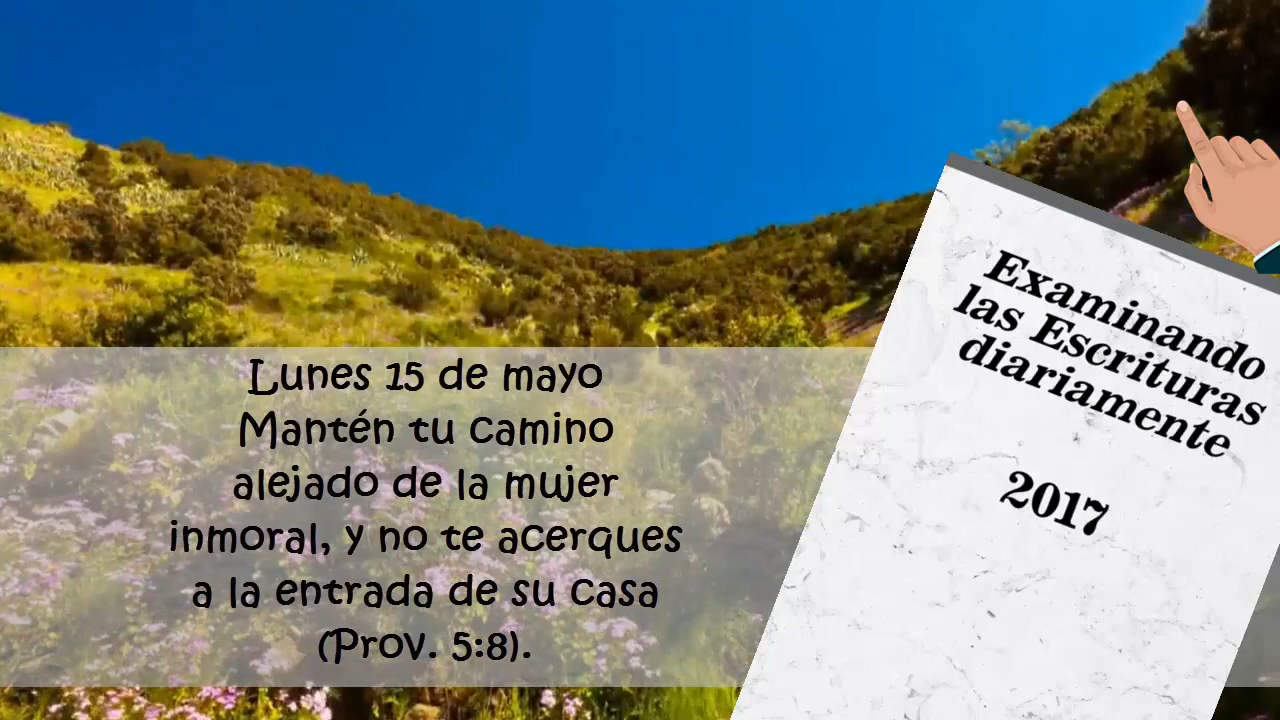 Lunes 15 de mayo
Mantén tu camino
alejado de la mujer
inmoral, y no te acerques
a la entrada de su casa
(Prov. 5:8).
Examinando
las Escrituras
diariamente
2017